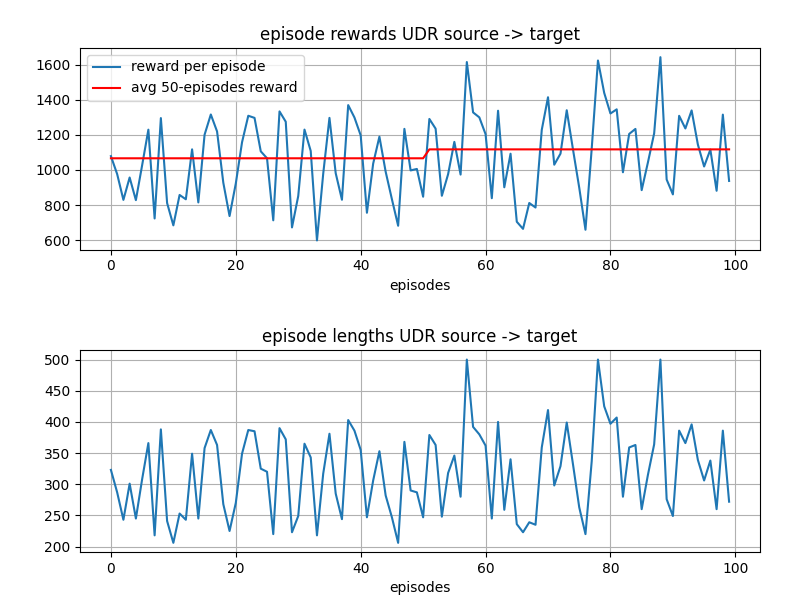 episode rewards UDR source -> target
reward per episode
avg 50-episodes reward
1600
1400
1200
1000
800
600
0 20 40 60 80 100
episodes
episode lengths UDR source -> target
500
450
400
350
300
250
200
0 20 40 60 80 100
episodes